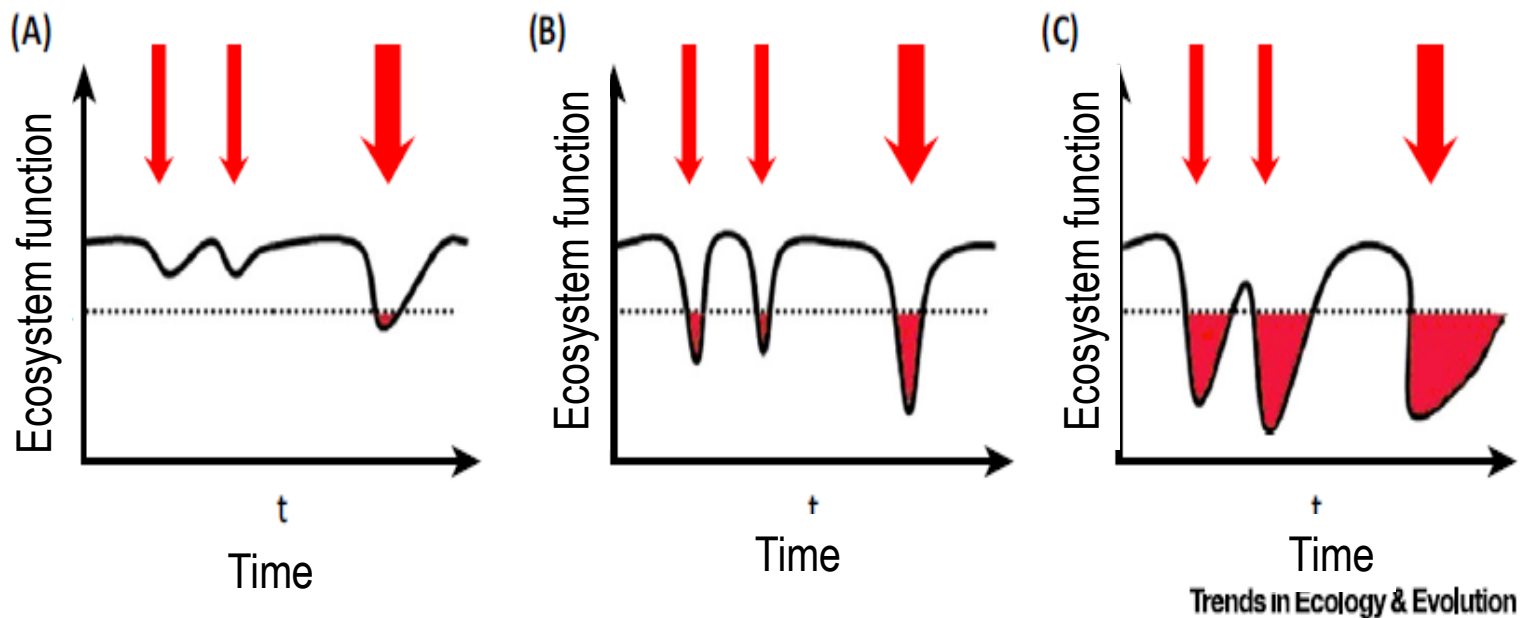 (A)
Ecosystem function
t
Time
(B)
Ecosystem function
t
Time
(C)
Ecosystem function
t
Time
Trends in Ecology & Evolution